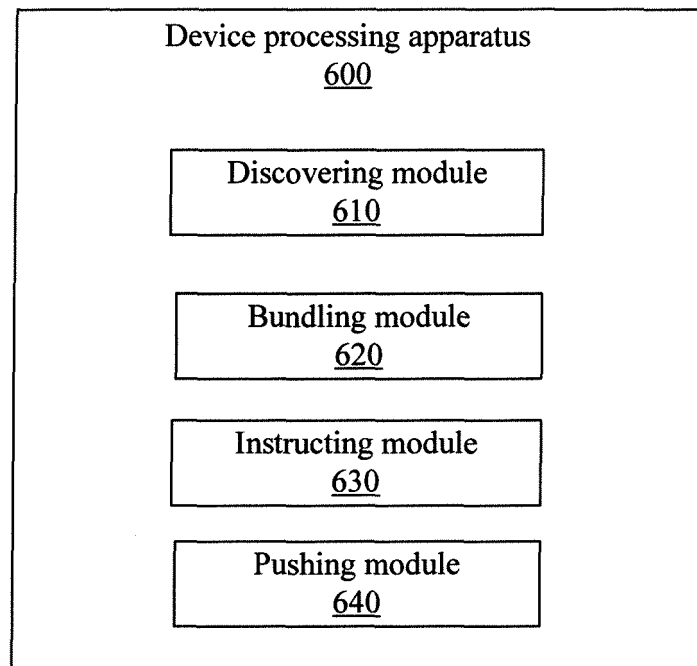 Device processing apparatus
600
Discovering module
610
Bundling module
620
Instructing module
630
Pushing module
640